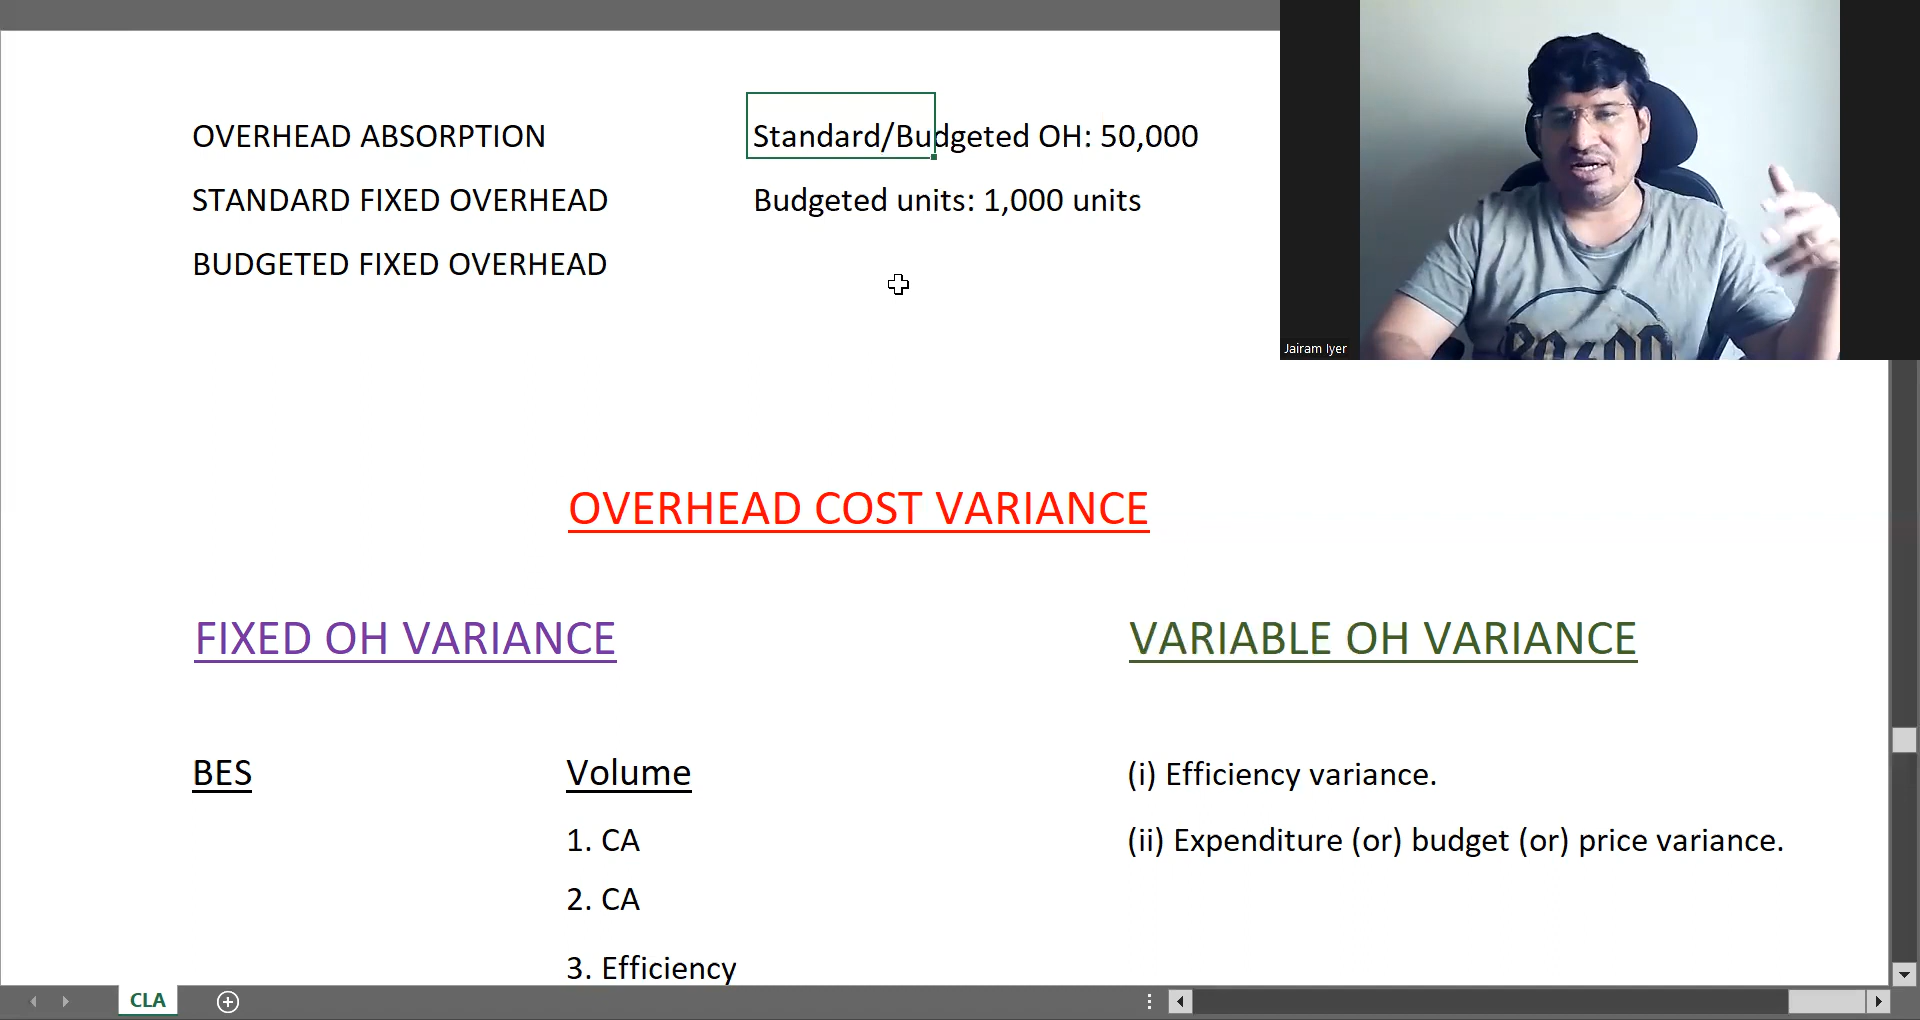 OVERHEAD ABSORPTION
Standard/Budgeted OH: 50,000
STANDARD FIXED OVERHEAD
Budgeted units: 1,000 units
BUDGETED FIXED OVERHEAD
Jairam Iyer
OVERHEAD COST VARIANCE
FIXED OH VARIANCE
VARIABLE OH VARIANCE
BES
Volume
(i) Efficiency variance.
1. CA
(ii) Expenditure (or) budget (or) price variance.
2. CA
3. Efficiency
CLA